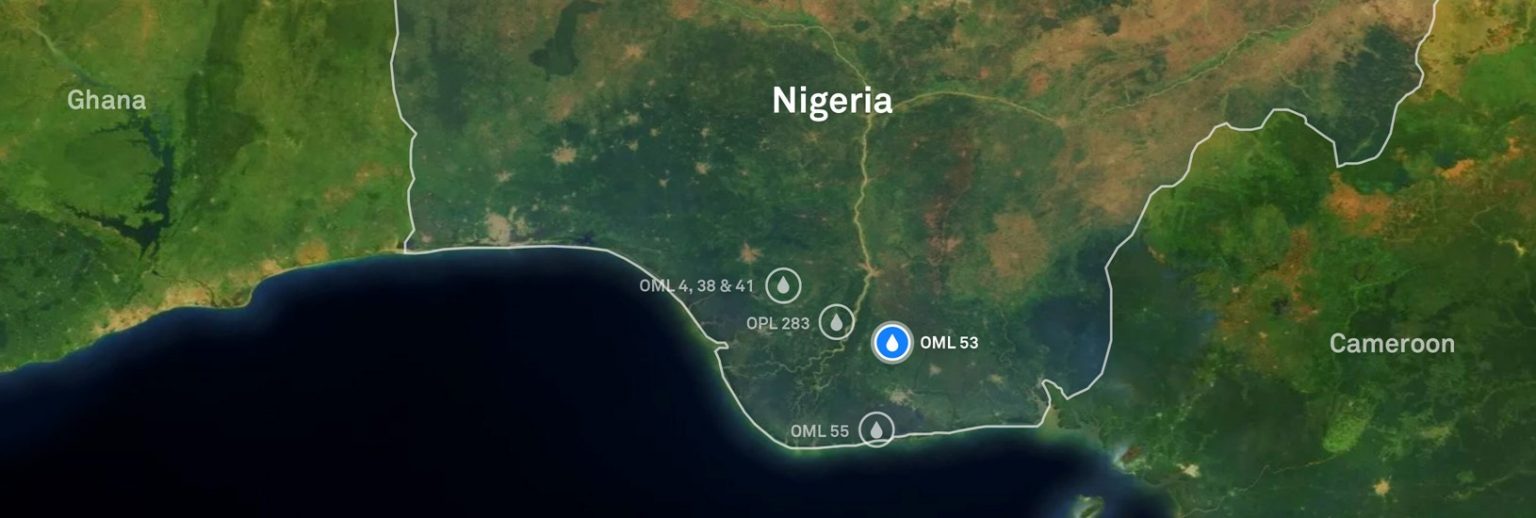 Ghana
Nigeria
OML 4, 38 & 41
OPL 283
OML 53
Cameroon
OML 55